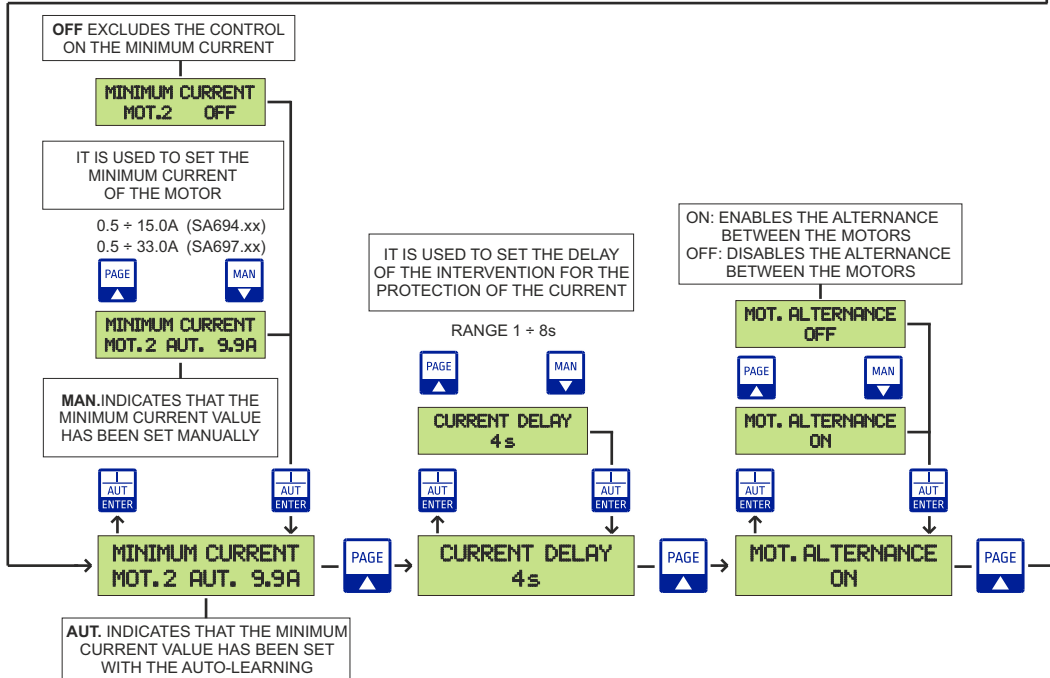 OFF EXCLUDES THE CONTROL
ON THE MINIMUM CURRENT
MINIMUM CURRENT
MOT.2 OFF
IT IS USED TO SET THE
MINIMUM CURRENT
OF THE MOTOR
0.5 ÷ 15.0A (SA694.xx)
0.5 ÷ 33.0A (SA697.xx)
PAGE
MAN
MINIMUM CURRENT
MOT.2 AUT. 9.9A
MAN.INDICATES THAT THE
MINIMUM CURRENT VALUE
HAS BEEN SET MANUALLY
I
AUT
ENTER
I
AUT
ENTER
MINIMUM CURRENT
MOT.2 AUT. 9.9A
AUT. INDICATES THAT THE MINIMUM
CURRENT VALUE HAS BEEN SET
WITH THE AUTO-LEARNING
PAGE
IT IS USED TO SET THE DELAY
OF THE INTERVENTION FOR THE
PROTECTION OF THE CURRENT
RANGE 1 ÷ 8s
PAGE
MAN
CURRENT DELAY
4s
I
AUT
ENTER
I
AUT
ENTER
CURRENT DELAY
4s
PAGE
ON: ENABLES THE ALTERNANCE
BETWEEN THE MOTORS
OFF: DISABLES THE ALTERNANCE
BETWEEN THE MOTORS
MOT. ALTERNANCE
OFF
PAGE
MAN
MOT. ALTERNANCE
ON
I
AUT
ENTER
I
AUT
ENTER
MOT. ALTERNANCE
ON
PAGE